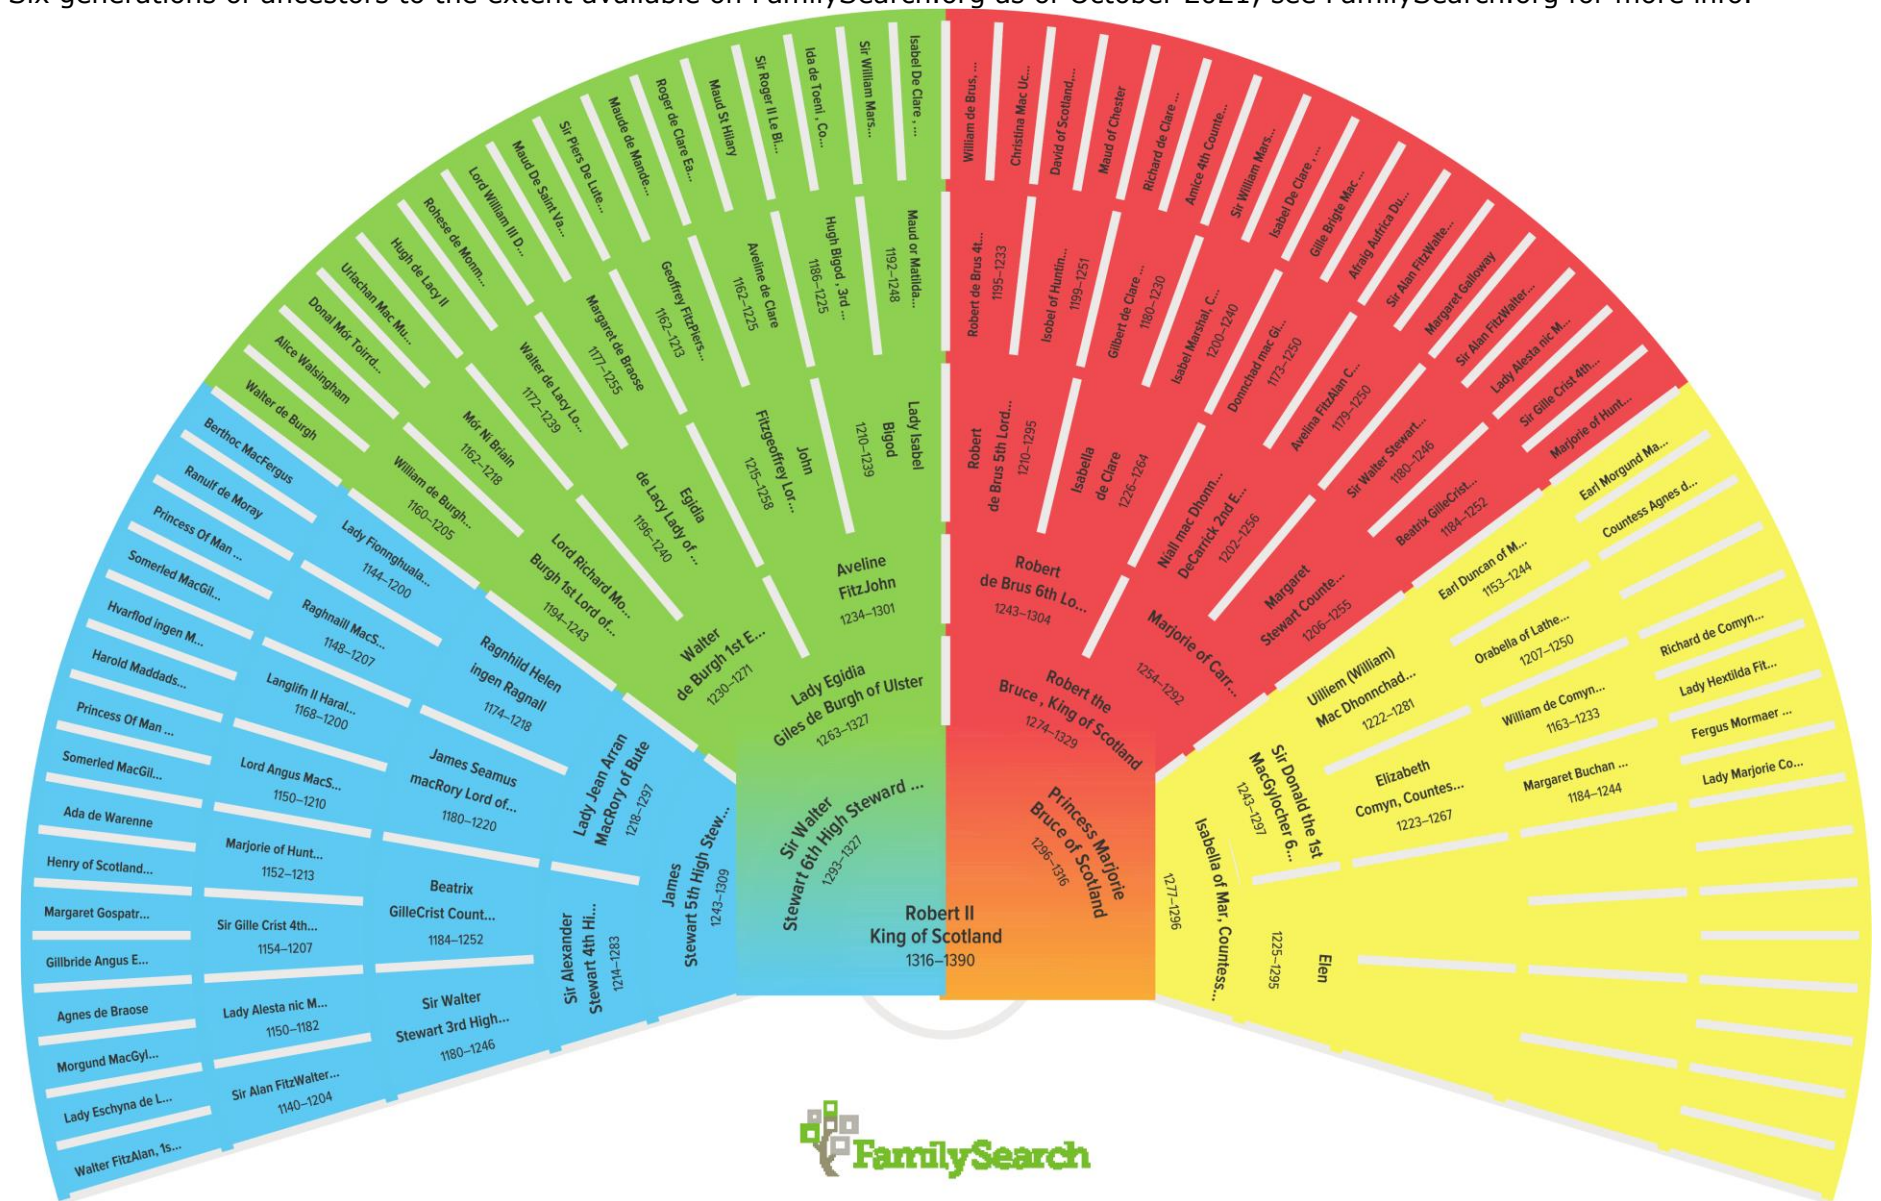 Six generations of ancestors to the extent available on FamilySearch.org as of October 2021, see FamilySearch.org for more info.
Robert II
King of Scotland
1316–1390
Sir Walter
Stewart 6th High Steward ...
1293–1327
Princess Marjorie
Bruce of Scotland
1296–1316
James
Stewart 5th High Stew...
1243–1309
Lady Egidia
Giles de Burgh of Ulster
1263–1327
Robert the
Bruce , King of Scotland
1274–1329
Isabella of Mar, Countess...
1277–1296
Sir Alexander
Stewart 4th Hi...
1214–1283
Lady Jean Arran
MacRory of Bute
1218–1297
Walter
de Burgh 1st E...
1230–1271
Aveline
FitzJohn
1234–1301
Robert
de Brus 6th Lo...
1243–1304
Marjorie of Carr...
1254–1292
Sir Donald the 1st
MacGylocher 6...
1243–1297
Elen
1225–1295
Sir Walter
Stewart 3rd High...
1180–1246
Beatrix
GilleCrist Count...
1184–1252
James Seamus
macRory Lord of...
1180–1220
Ragnhild Helen
ingen Ragnall
1174–1218
Lord Richard Mo...
Burgh 1st Lord of...
1194–1243
Egidia
de Lacy Lady of ...
1196–1240
John
Fitzgeoffrey Lor...
1215–1258
Lady Isabel
Bigod
1210–1239
Robert
de Brus 5th Lord...
1210–1295
Isabella
de Clare
1226–1264
Niall mac Dhonn...
DeCarrick 2nd E...
1202–1256
Margaret
Stewart Counte...
1206–1255
Uilliem (William)
Mac Dhonnchad...
1222–1281
Elizabeth
Comyn, Countes...
1223–1267
Sir Alan FitzWalter...
1140–1204
Lady Alesta nic M...
1150–1182
Sir Gille Crist 4th...
1154–1207
Marjorie of Hunt...
1152–1213
Lord Angus MacS...
1150–1210
Langlifn II Haral...
1168–1200
Raghnaill MacS...
1148–1207
Lady Fionnghuala...
1144–1200
William de Burgh...
1160–1205
Mór Ni Briain
1162–1218
Walter de Lacy Lo...
1172–1239
Margaret de Braose
1177–1255
Geoffrey FitzPiers...
1162–1213
Aveline de Clare
1162–1225
Hugh Bigod , 3rd ...
1186–1225
Maud or Matilda...
1192–1248
Robert de Brus 4t...
1195–1233
Isobel of Huntin...
1199–1251
Gilbert de Clare ...
1180–1230
Isabel Marshal, C...
1200–1240
Donnchad mac Gi...
1173–1250
Avelina FitzAlan C...
1179–1250
Sir Walter Stewart...
1180–1246
Beatrix GilleCrist...
1184–1252
Earl Duncan of M...
1153–1244
Orabella of Lathe...
1207–1250
William de Comyn...
1163–1233
Margaret Buchan ...
1184–1244
Walter FitzAlan, 1s...
Lady Eschyna de L...
Morgund MacGyl...
Agnes de Braose
Gillbride Angus E...
Margaret Gospatr...
Henry of Scotland...
Ada de Warenne
Somerled MacGil...
Princess Of Man ...
Harold Maddads...
Hvarflod ingen M...
Somerled MacGil...
Princess Of Man ...
Ranulf de Moray
Berthoc MacFergus
Walter de Burgh
Alice Walsingham
Donal Mór Toirrd...
Urlachan Mac Mu...
Hugh de Lacy II
Rohese de Monm...
Lord William III D...
Maud De Saint Va...
Sir Piers De Lute...
Maude de Mande...
Roger de Clare Ea...
Maud St Hilary
Sir Roger II Le Bi...
Ida de Toeni , Co...
Sir William Mars...
Isabel De Clare , ...
William de Brus, ...
Christina Mac Uc...
David of Scotland,...
Maud of Chester
Richard de Clare ...
Amice 4th Counte...
Sir William Mars...
Isabel De Clare , ...
Gille Brigte Mac ...
Afraig Aufrica Du...
Sir Alan FitzWalte...
Margaret Galloway
Sir Alan FitzWalter...
Lady Alesta nic M...
Sir Gille Crist 4th...
Marjorie of Hunt...
Earl Morgund Ma...
Countess Agnes d...
Richard de Comyn...
Lady Hextilda Fit...
Fergus Mormaer ...
Lady Marjorie Co...
FamilySearch